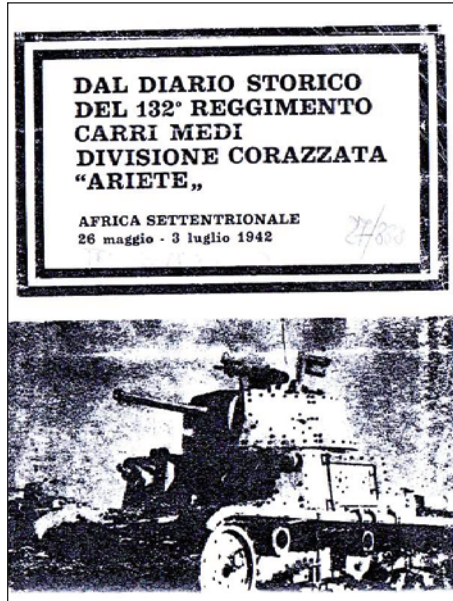 DAL DIARIO STORICO
DEL 132° REGGIMENTO
CARRI MEDI
DIVISIONE CORAZZATA
“ARIETE„
AFRICA SETTENTRIONALE
26 maggio - 3 luglio 1942